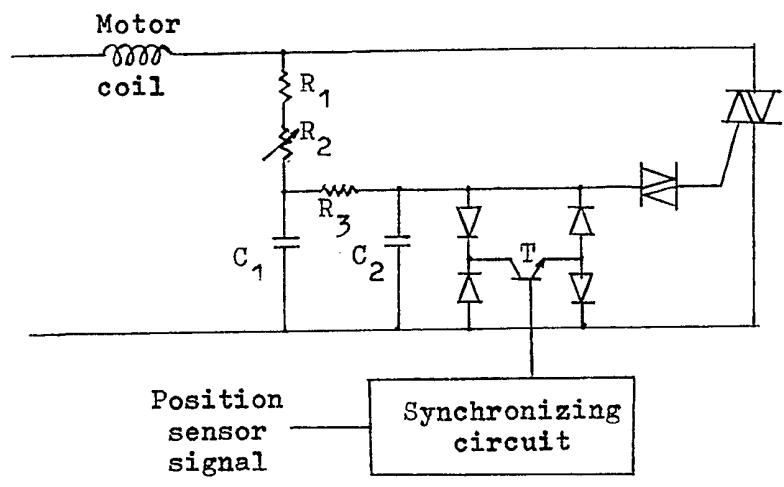 Motor
coil
R1
R2
R3
C1
C2
T
Position
sensor
signal
Synchronizing
circuit